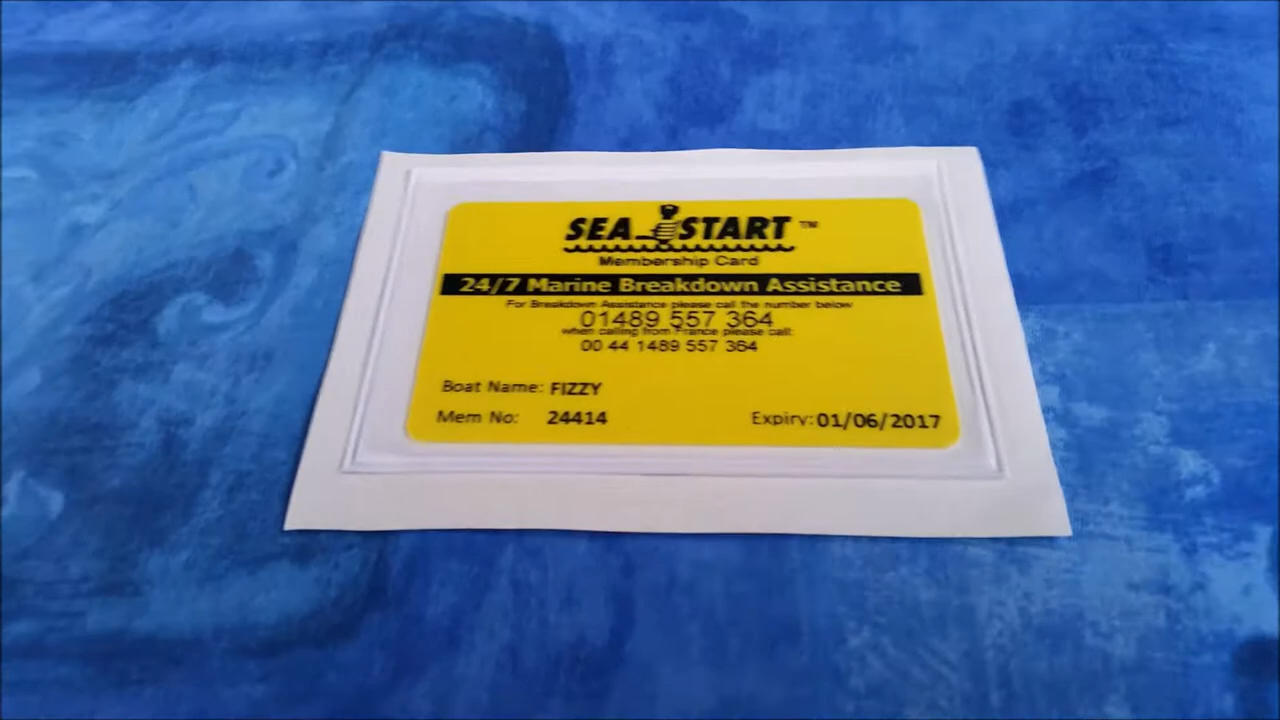 SEA START ™
Membership Card
24/7 Marine Breakdown Assistance
For Breakdown Assistance please call the number below
01489 557 364
when calling from France please call:
00 44 1489 557 364
Boat Name: FIZZY
Mem No: 24414 Expiry: 01/06/2017